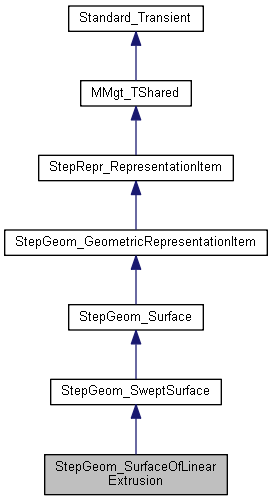 Standard_Transient
MMgt_TShared
StepRepr_RepresentationItem
StepGeom_GeometricRepresentationItem
StepGeom_Surface
StepGeom_SweptSurface
StepGeom_SurfaceOfLinear
Extrusion